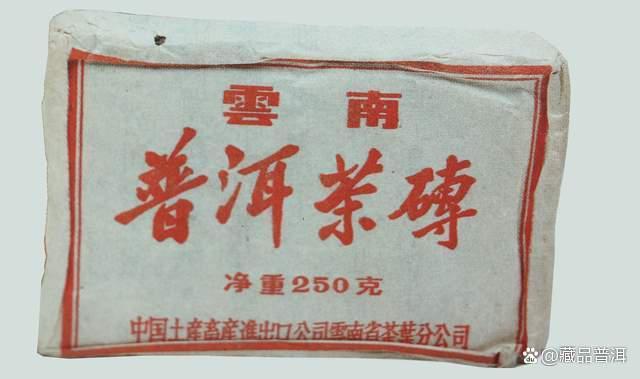 雲南
普洱茶磚
净重250克
中国土産畜産進出口公司雲南省茶葉分公司
@藏品普洱